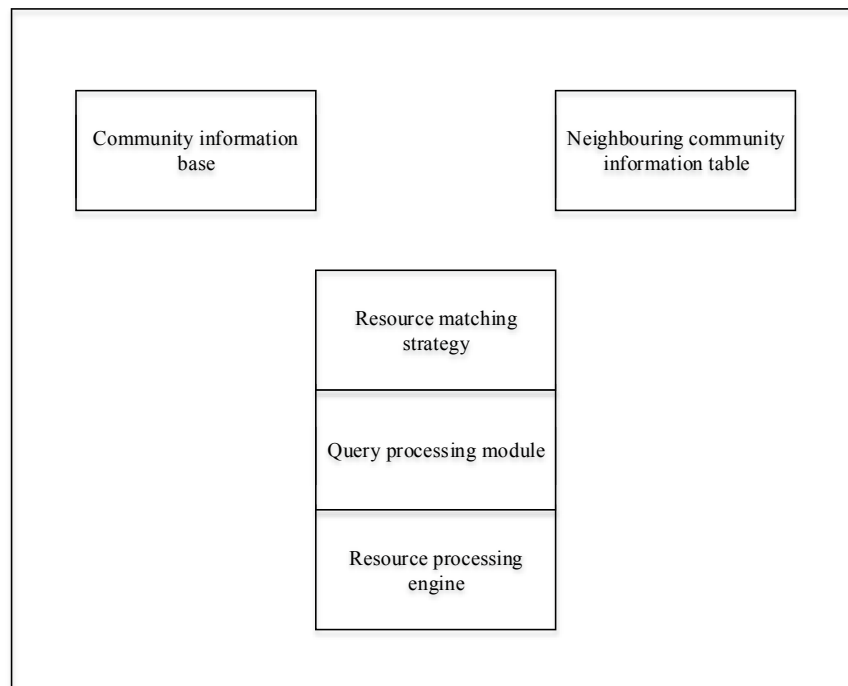 Community information
base
Neighbouring community
information table
Resource matching
strategy
Query processing module
Resource processing
engine